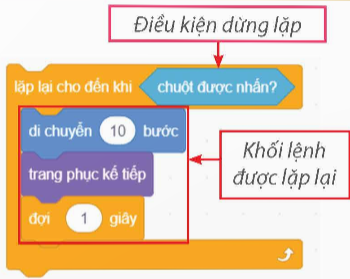 Điều kiện dừng lặp
lặp lại cho đến khi chuột được nhấn?
di chuyển 10 bước
trang phục kế tiếp
đợi 1 giây
Khối lệnh
được lặp lại